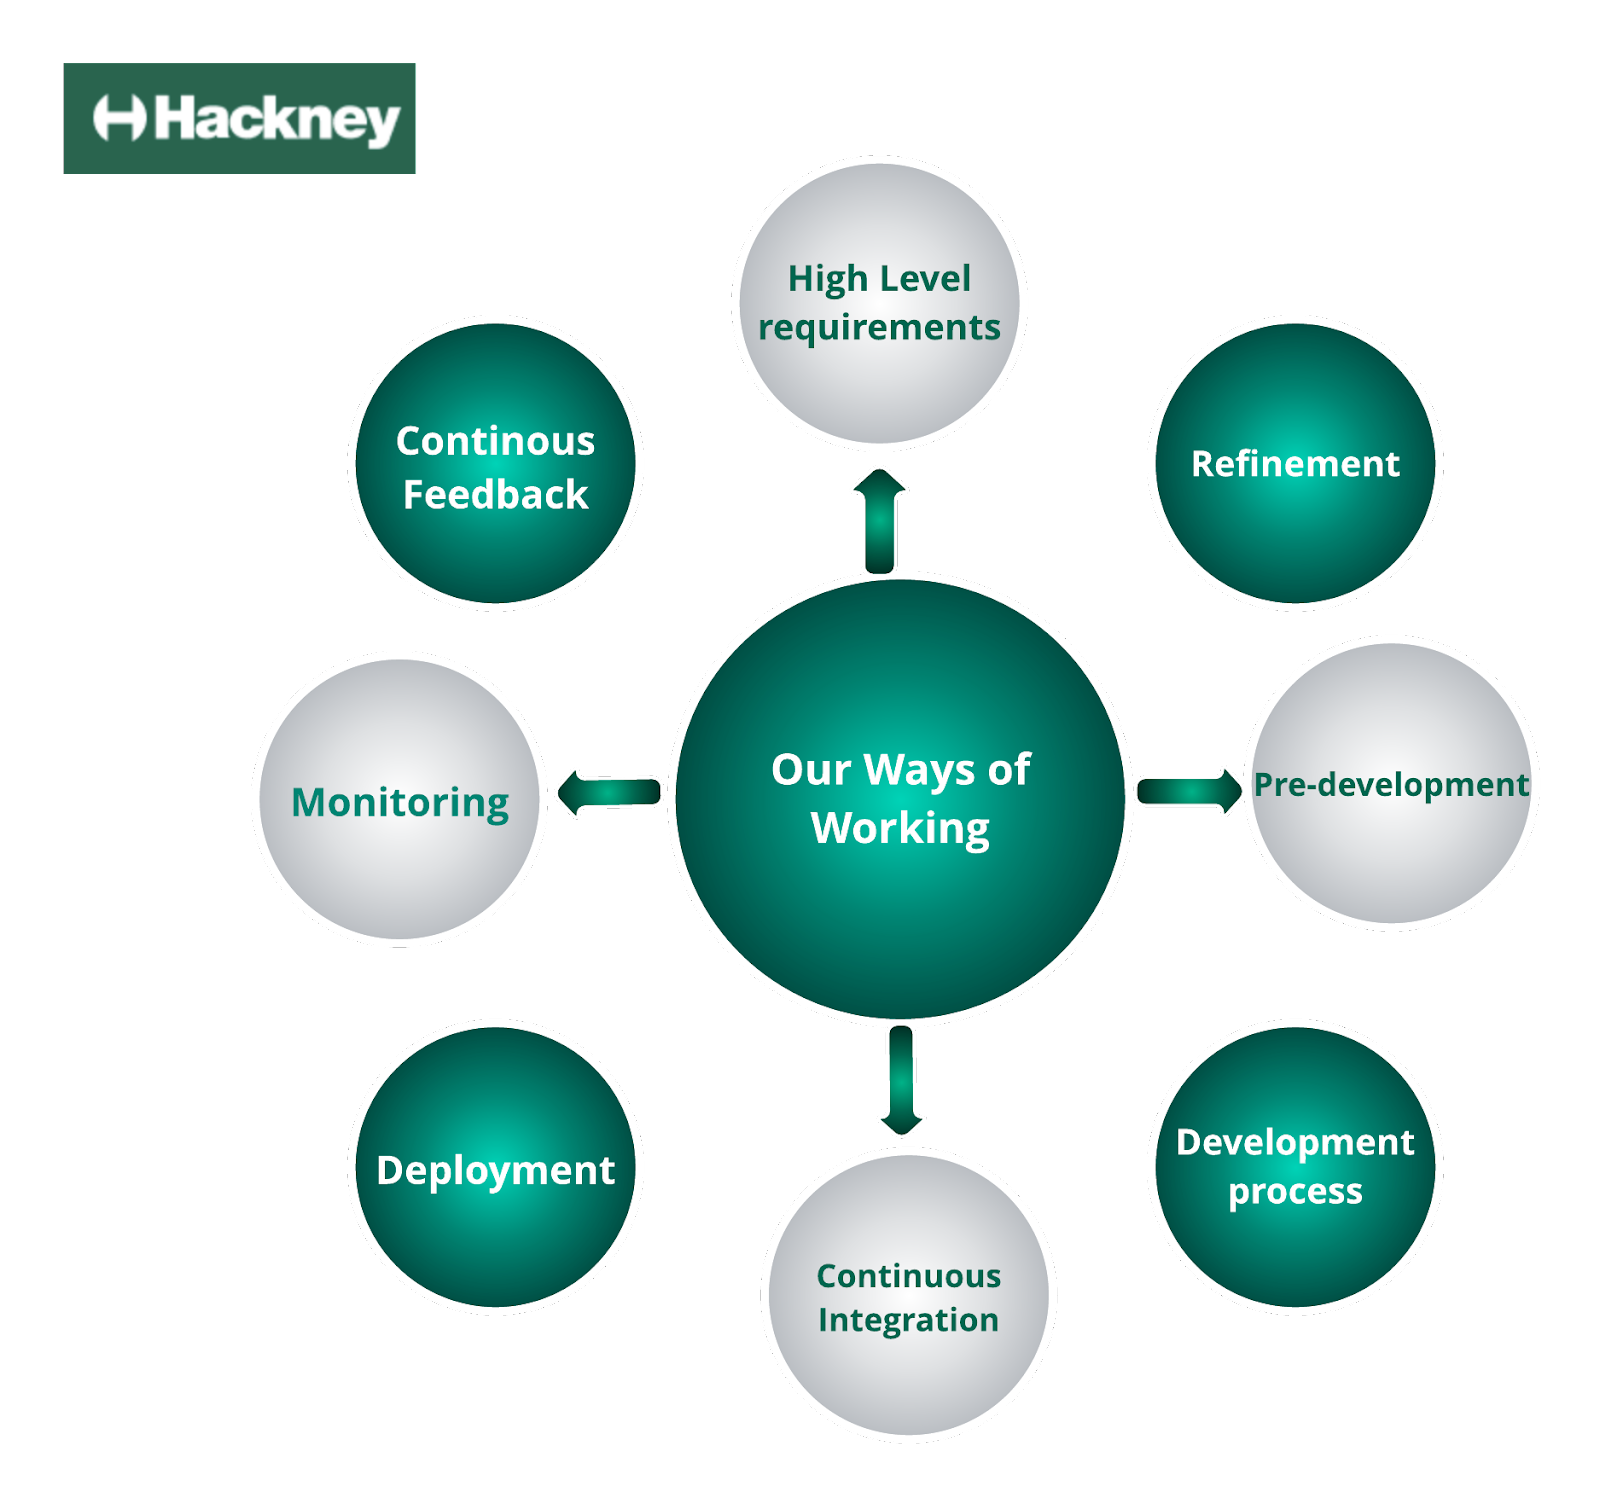 Hackney
High Level
requirements
Continous
Feedback
Refinement
Our Ways of
Working
Pre-development
Monitoring
Development
process
Deployment
Continuous
Integration